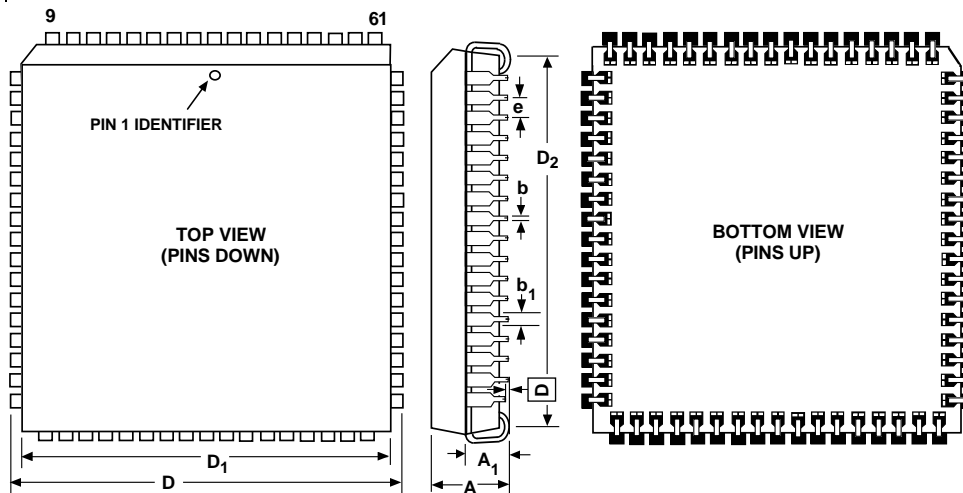 9
61
PIN 1 IDENTIFIER
TOP VIEW
(PINS DOWN)
D1
D
e
D2
b
b1
D
A1
A
BOTTOM VIEW
(PINS UP)